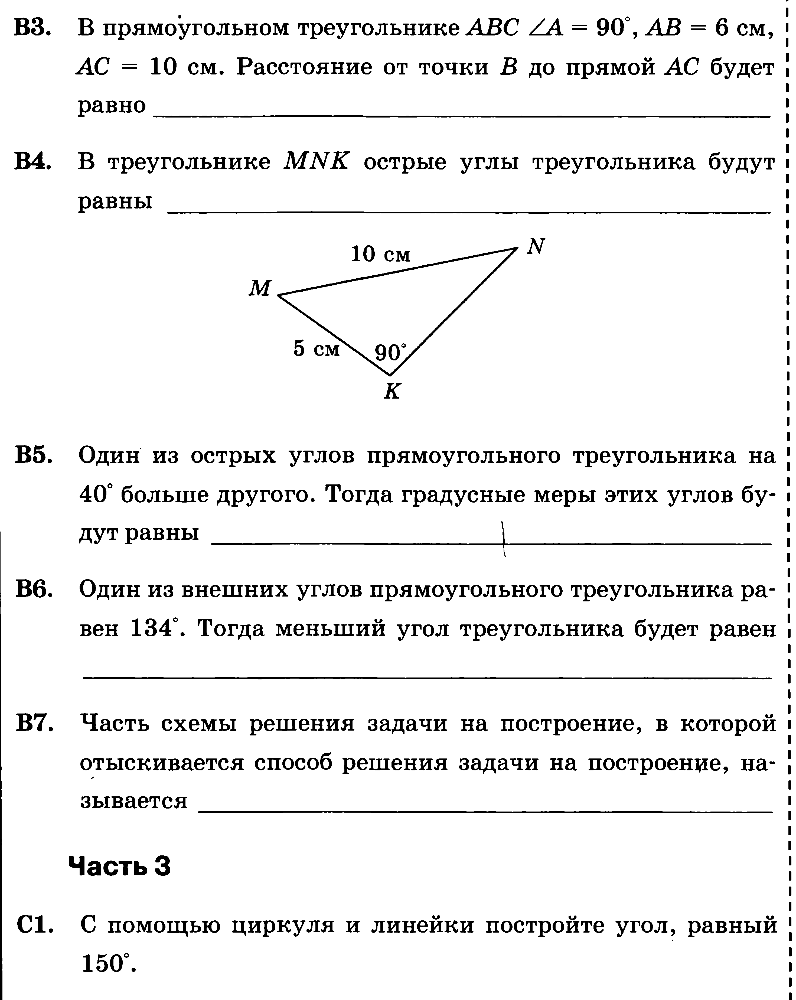 В3. В прямоугольном треугольнике ABC ∠A = 90°, AB = 6 см,
AC = 10 см. Расстояние от точки B до прямой AC будет
равно
В4. В треугольнике MNK острые углы треугольника будут
равны
10 см
N
M
5 см
90°
K
В5. Один из острых углов прямоугольного треугольника на
40° больше другого. Тогда градусные меры этих углов бу-
дут равны
В6. Один из внешних углов прямоугольного треугольника ра-
вен 134°. Тогда меньший угол треугольника будет равен
В7. Часть схемы решения задачи на построение, в которой
отыскивается способ решения задачи на построение, на-
зывается
Часть 3
С1. С помощью циркуля и линейки постройте угол, равный
150°.